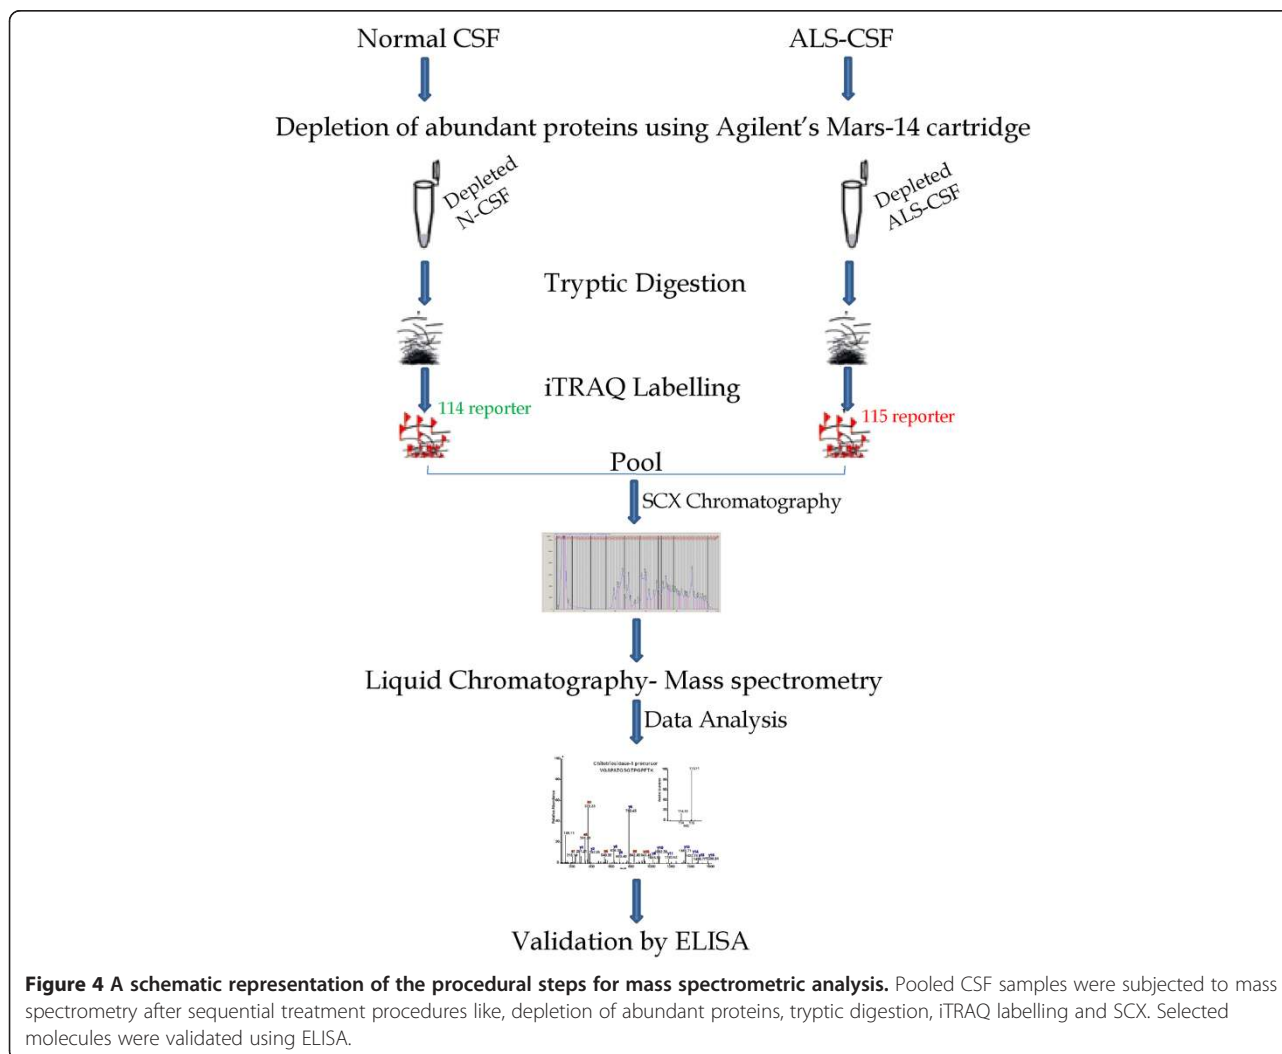 Normal CSF
ALS-CSF
Depletion of abundant proteins using Agilent's Mars-14 cartridge
Depleted
N-CSF
Depleted
ALS-CSF
Tryptic Digestion
iTRAQ Labelling
114 reporter
115 reporter
Pool
SCX Chromatography
Liquid Chromatography- Mass spectrometry
Data Analysis
Validation by ELISA
Figure 4 A schematic representation of the procedural steps for mass spectrometric analysis. Pooled CSF samples were subjected to mass
spectrometry after sequential treatment procedures like, depletion of abundant proteins, tryptic digestion, iTRAQ labelling and SCX. Selected
molecules were validated using ELISA.